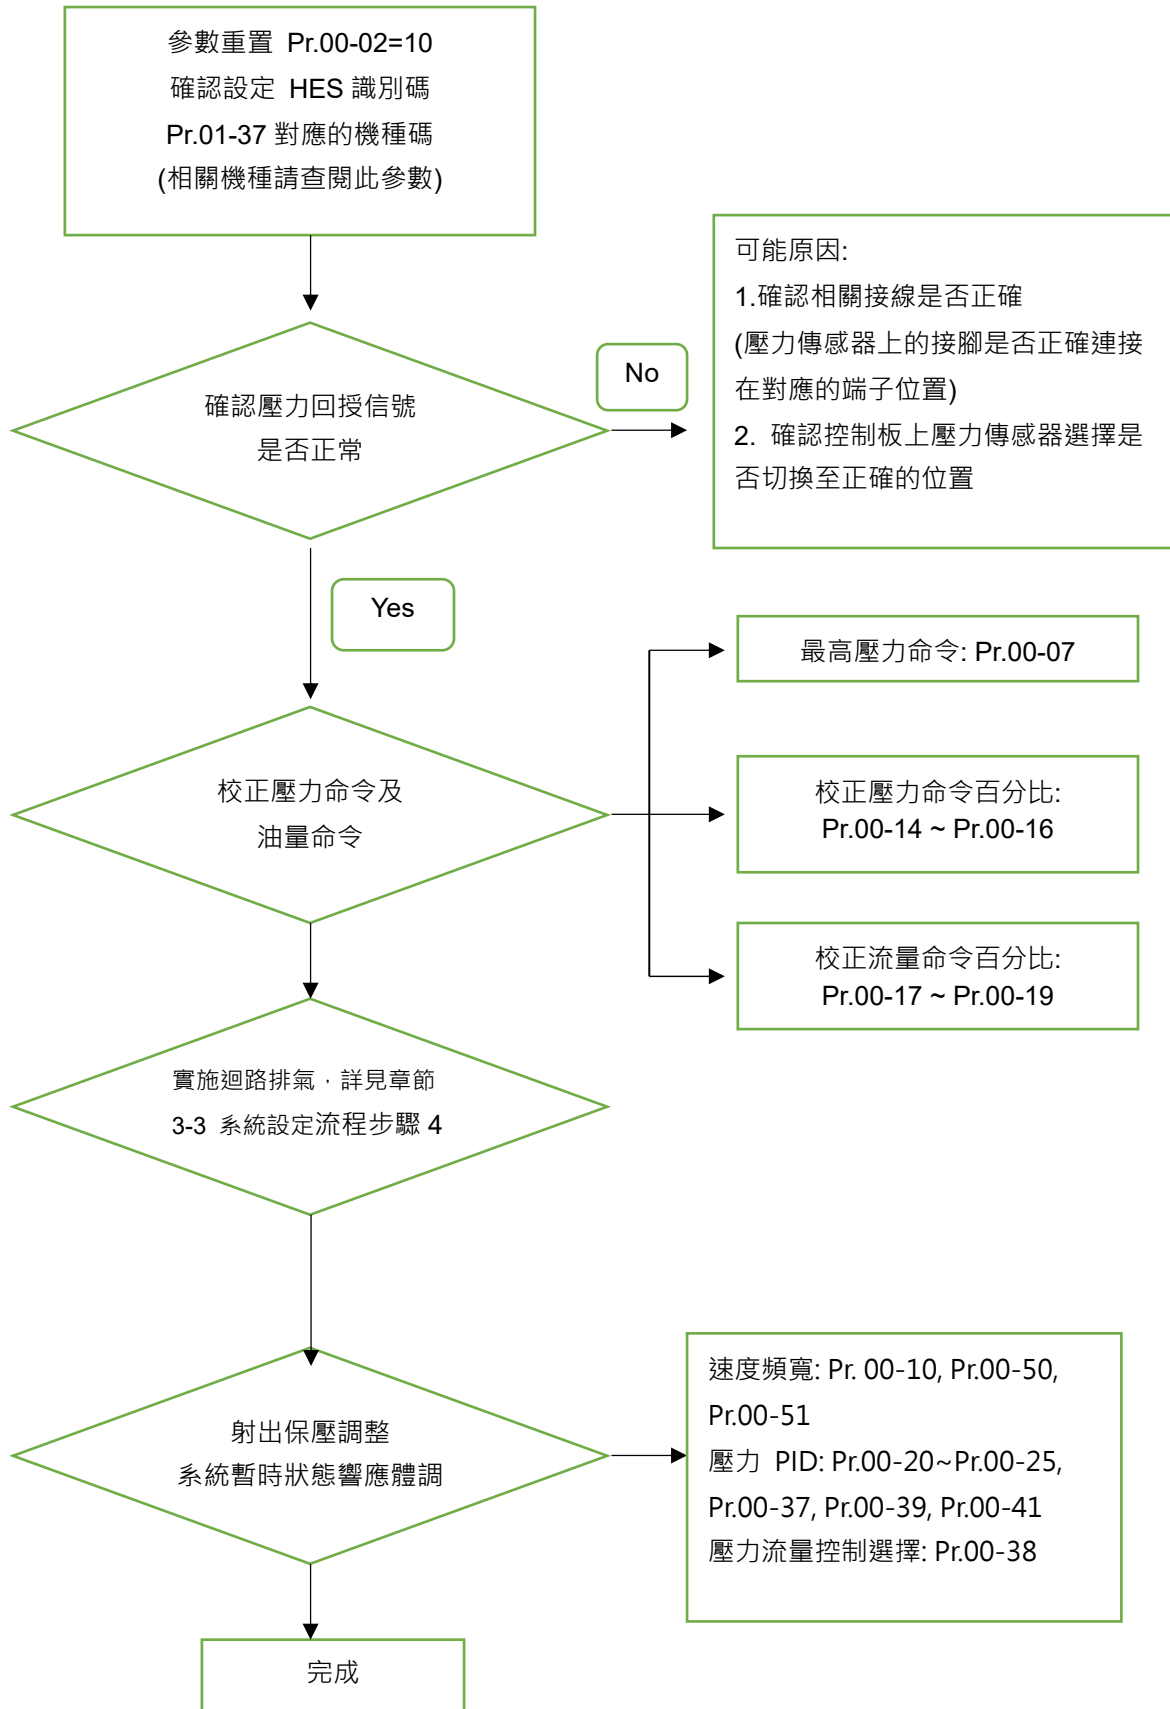 參數重置 Pr.00-02=10
確認設定 HES 識別碼
Pr.01-37 對應的機種碼
(相關機種請查閱此參數)
可能原因:
1.確認相關接線是否正確
(壓力傳感器上的接腳是否正確連接
在對應的端子位置)
2. 確認控制板上壓力傳感器選擇是
否切換至正確的位置
No
確認壓力回授信號
是否正常
Yes
最高壓力命令: Pr.00-07
校正壓力命令及
油量命令
校正壓力命令百分比:
Pr.00-14 ~ Pr.00-16
校正流量命令百分比:
Pr.00-17 ~ Pr.00-19
實施迴路排氣，詳見章節
3-3 系統設定流程步驟 4
射出保壓調整
系統暫時狀態響應體調
速度頻寬: Pr. 00-10, Pr.00-50,
Pr.00-51
壓力 PID: Pr.00-20~Pr.00-25,
Pr.00-37, Pr.00-39, Pr.00-41
壓力流量控制選擇: Pr.00-38
完成